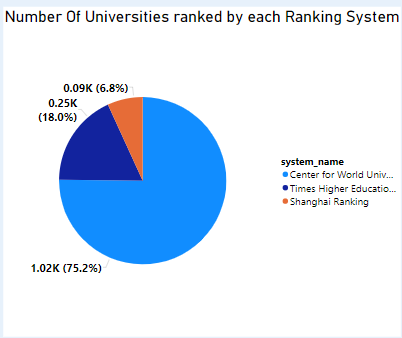 Number Of Universities ranked by each Ranking System
0.09K (6.8%)
0.25K
(18.0%)
system_name
Center for World Univ...
Times Higher Educatio...
Shanghai Ranking
1.02K (75.2%)